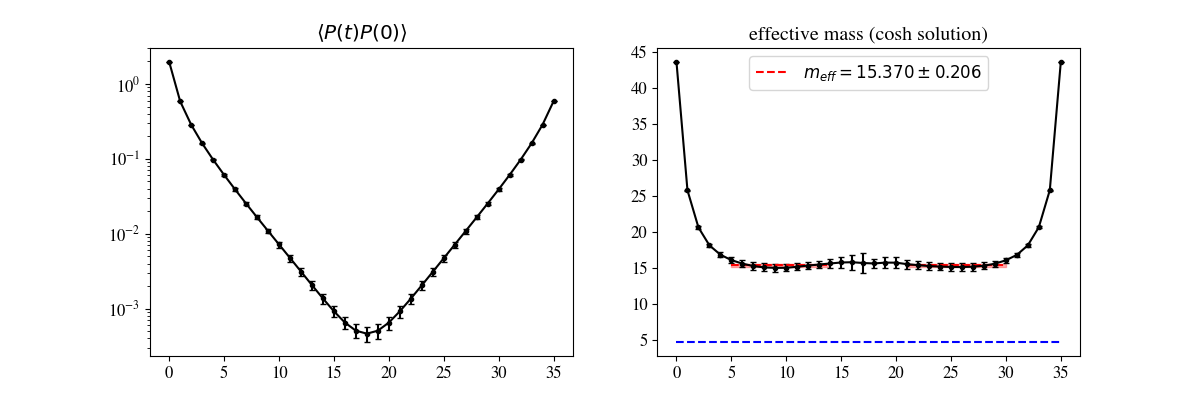 ⟨P(t)P(0)⟩
10⁰
10⁻¹
10⁻²
10⁻³
0 5 10 15 20 25 30 35
effective mass (cosh solution)
m_eff = 15.370 ± 0.206
45
40
35
30
25
20
15
10
5
0 5 10 15 20 25 30 35